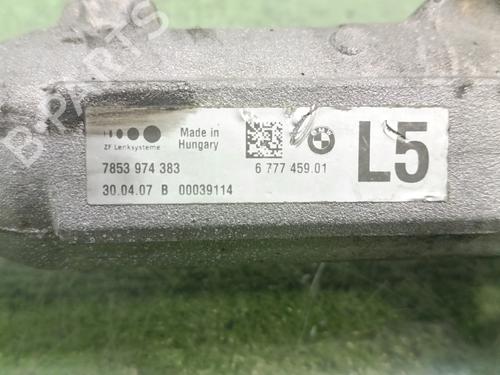 B-PARTS
ZF Lenksysteme
Made in
Hungary
7853 974 383
6 777 459.01
30.04.07 B 00039114
L5